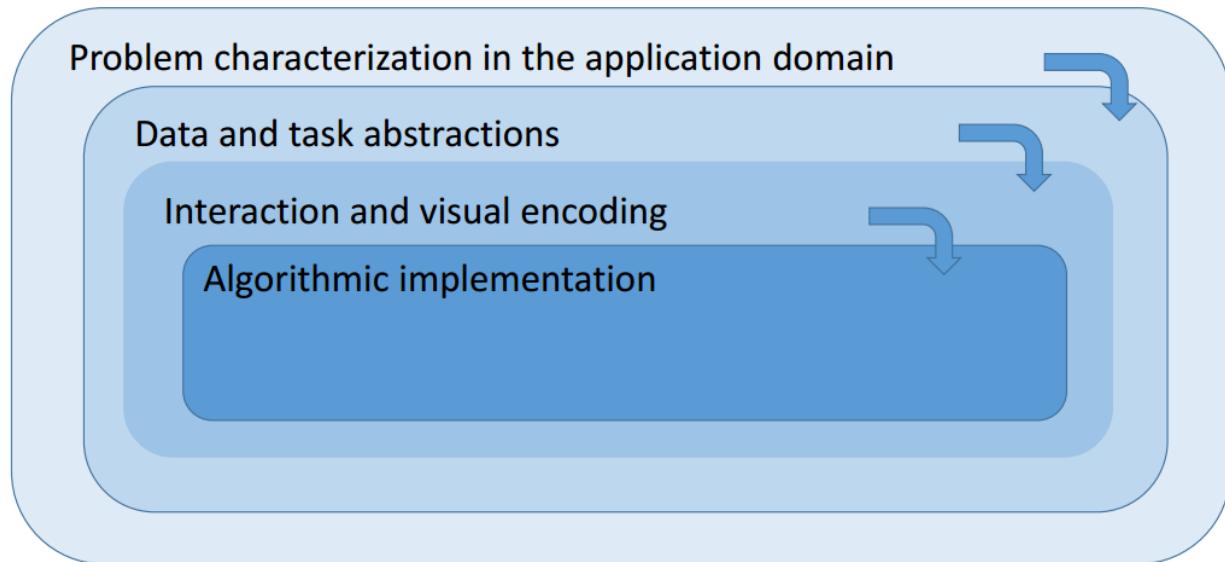 Problem characterization in the application domain
Data and task abstractions
Interaction and visual encoding
Algorithmic implementation